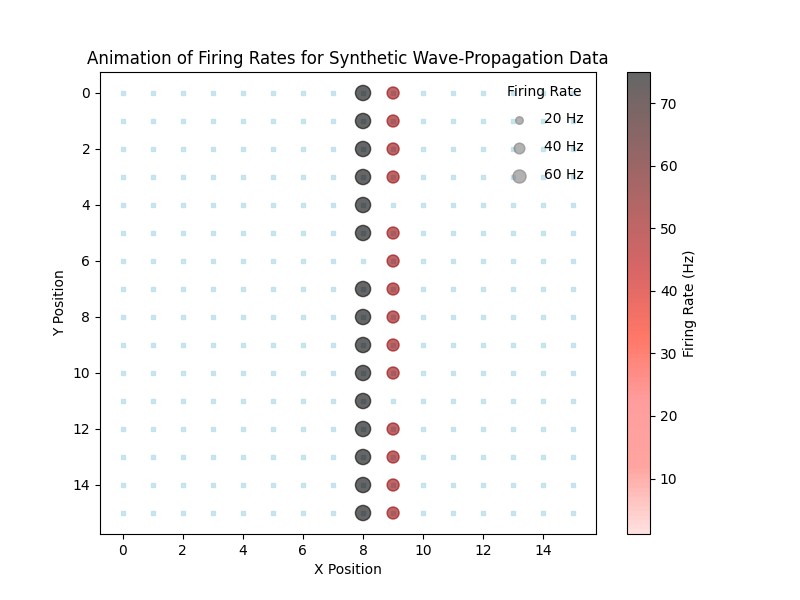 Animation of Firing Rates for Synthetic Wave-Propagation Data
Firing Rate
20 Hz
40 Hz
60 Hz
0
2
4
6
8
10
12
14
Y Position
0 2 4 6 8 10 12 14
X Position
70
60
50
40
30
20
10
Firing Rate (Hz)